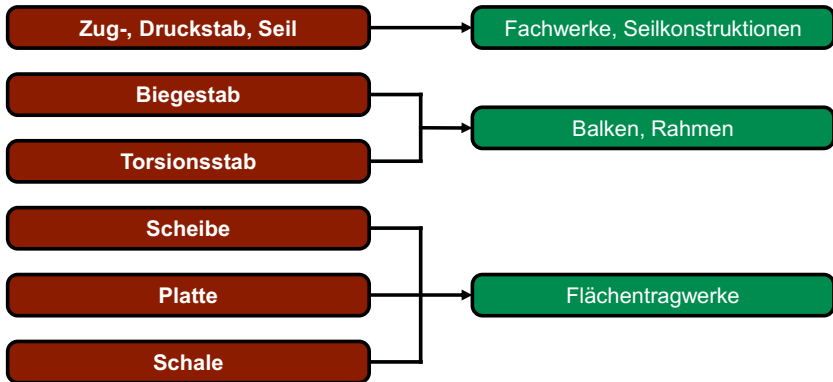 Zug-, Druckstab, Seil
Fachwerke, Seilkonstruktionen
Biegestab
Balken, Rahmen
Torsionsstab
Scheibe
Platte
Flächentragwerke
Schale